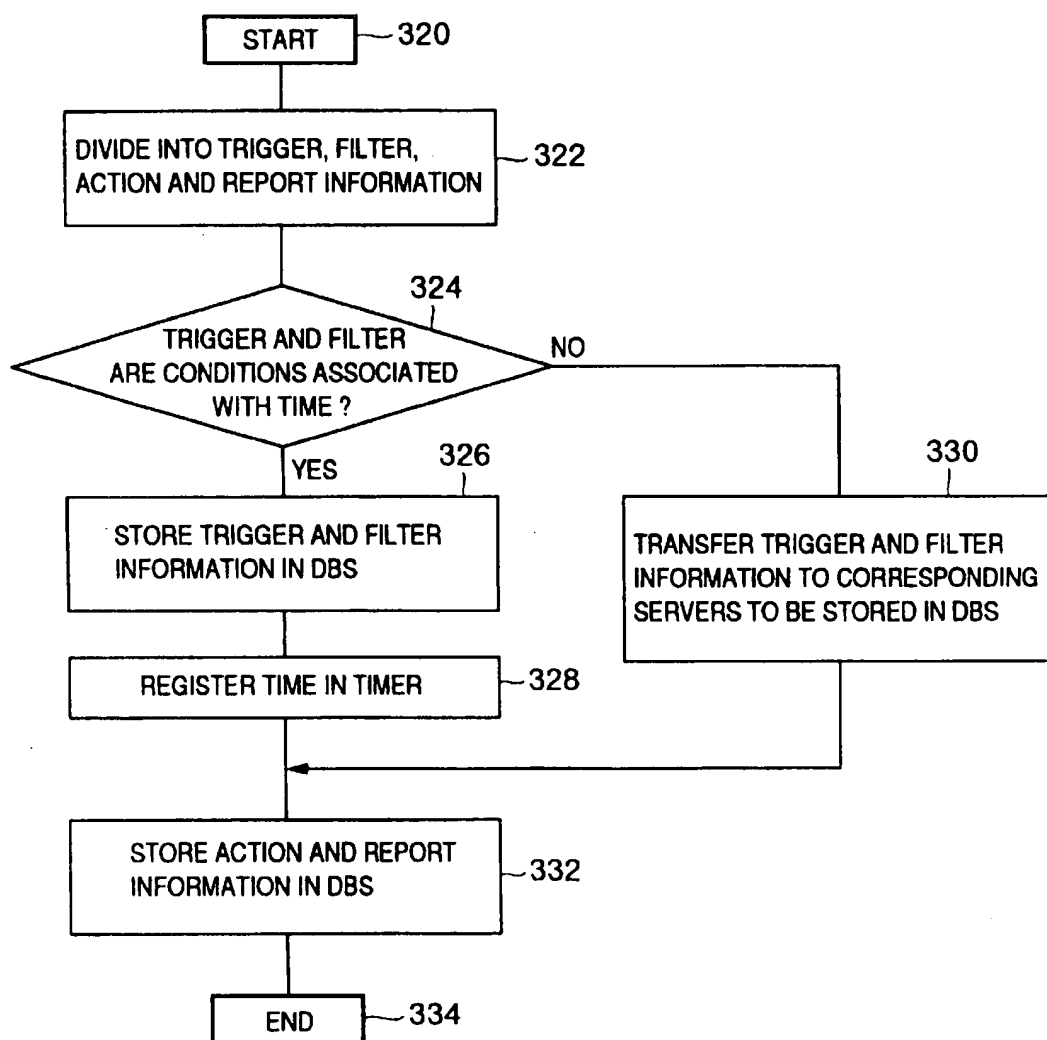 START
320
DIVIDE INTO TRIGGER, FILTER,
ACTION AND REPORT INFORMATION
322
324
TRIGGER AND FILTER
ARE CONDITIONS ASSOCIATED
WITH TIME ?
NO
YES
326
STORE TRIGGER AND FILTER
INFORMATION IN DBS
330
TRANSFER TRIGGER AND FILTER
INFORMATION TO CORRESPONDING
SERVERS TO BE STORED IN DBS
REGISTER TIME IN TIMER
328
STORE ACTION AND REPORT
INFORMATION IN DBS
332
END
334